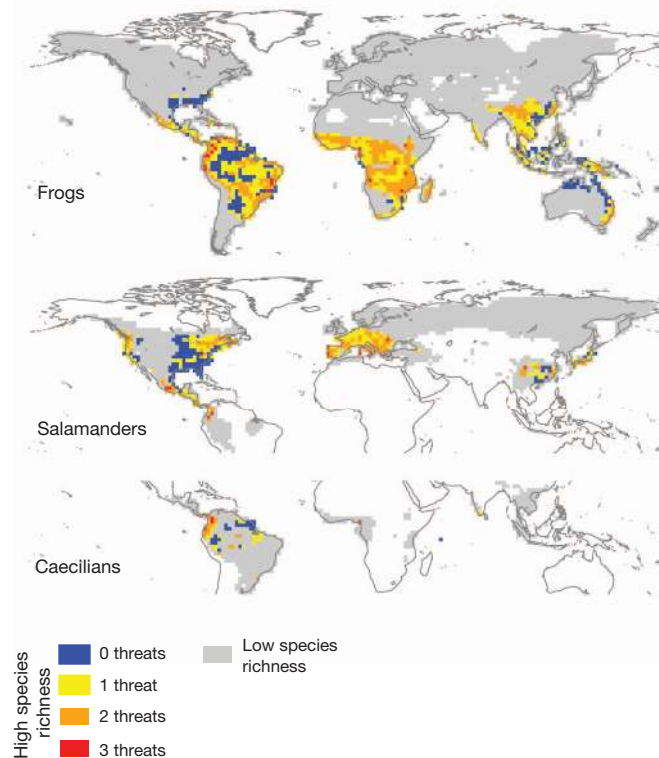 Frogs
Salamanders
Caecilians
High species
richness
0 threats
1 threat
2 threats
3 threats
Low species
richness